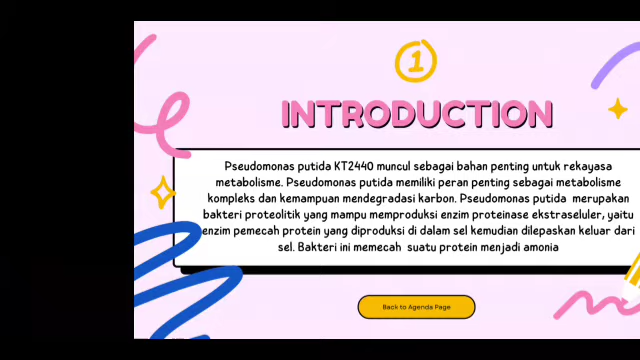 1
INTRODUCTION
Pseudomonas putida KT2440 muncul sebagai bahan penting untuk rekayasa
metabolisme. Pseudomonas putida memiliki peran penting sebagai metabolisme
kompleks dan kemampuan mendegradasi karbon. Pseudomonas putida merupakan
bakteri proteolitik yang mampu memproduksi enzim proteinase ekstraseluler, yaitu
enzim pemecah protein yang diproduksi di dalam sel kemudian dilepaskan keluar dari
sel. Bakteri ini memecah suatu protein menjadi amonia
Back to Agenda Page